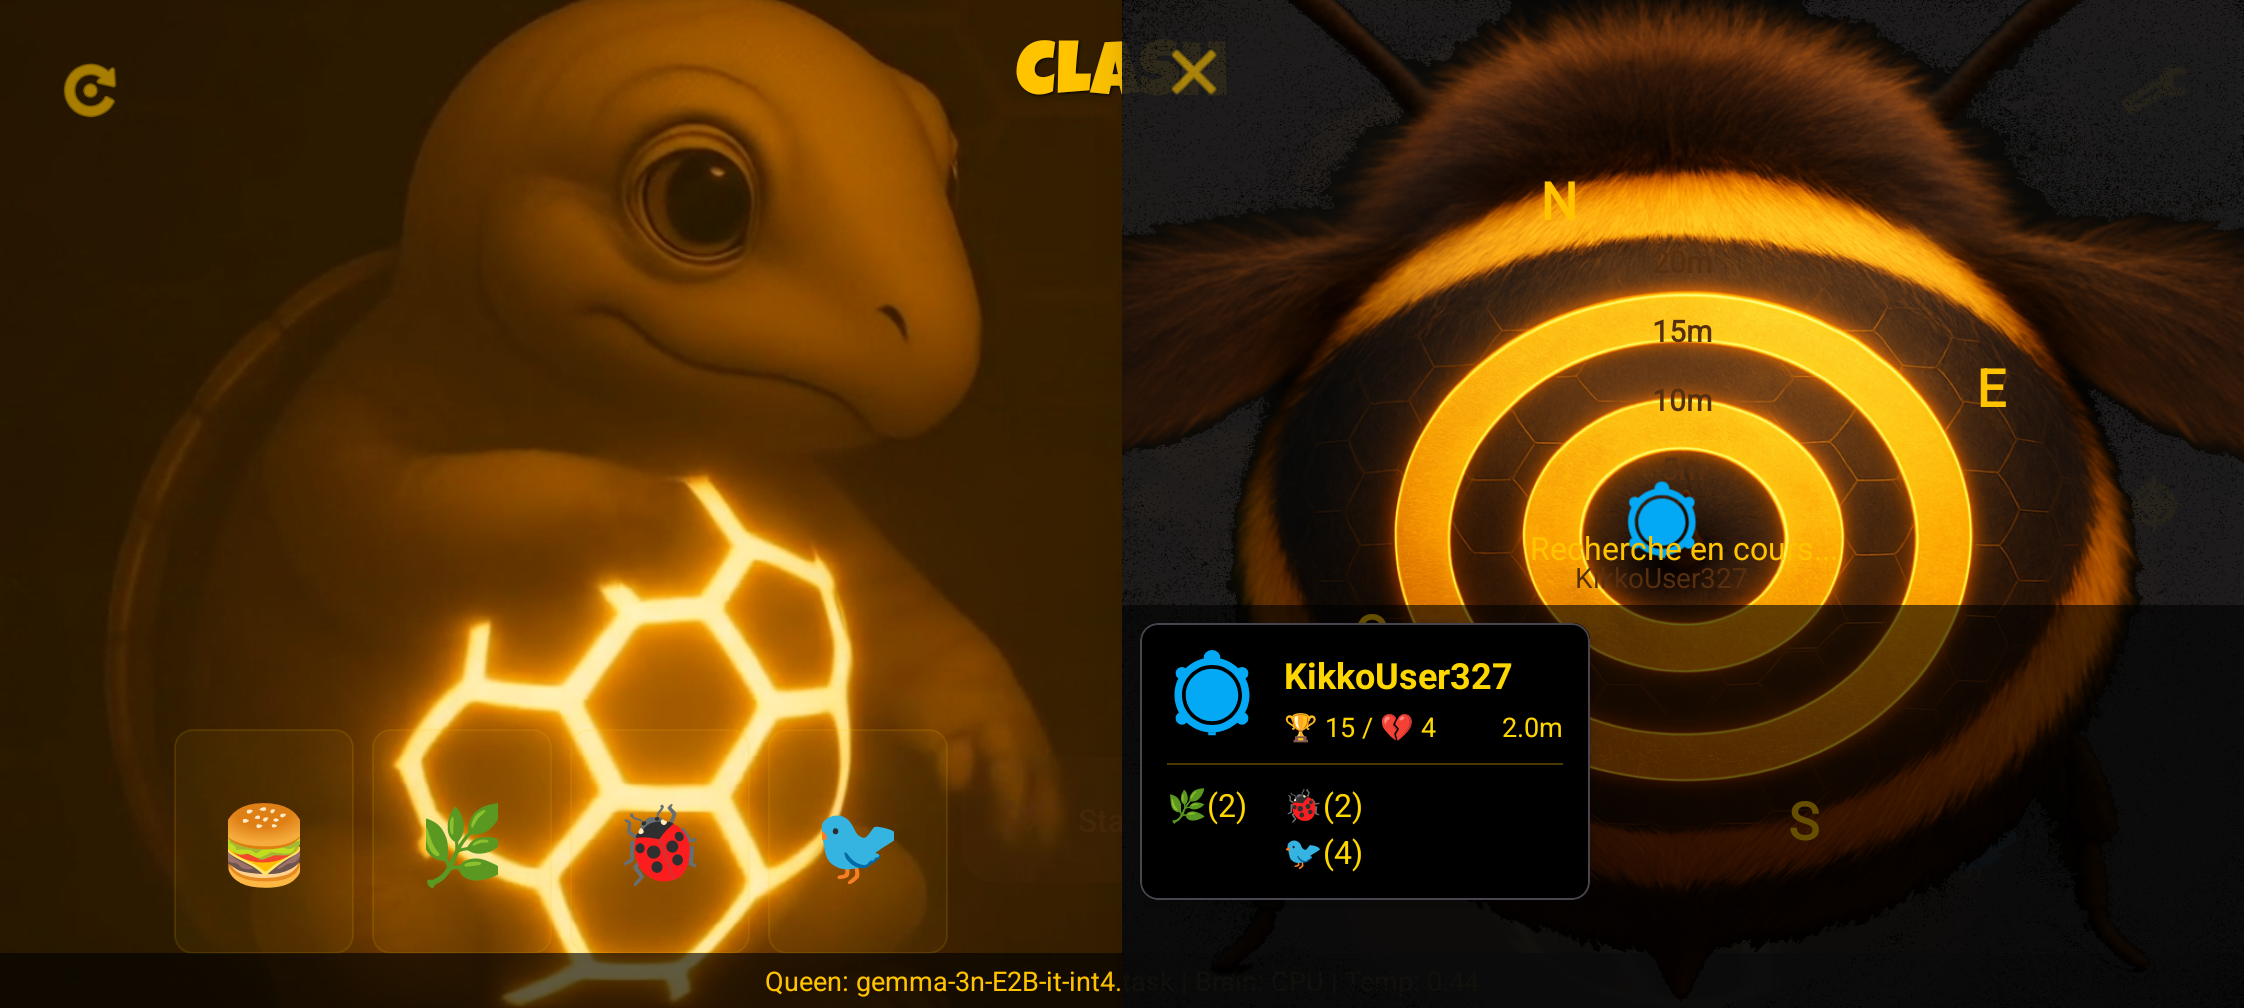 CLASH
N
20m
15m
10m
E
Recherche en cours...
KikkoUser327
KikkoUser327
15 / 4
2.0m
(2)
(2)
(4)
S
Queen: gemma-3n-E2B-it-int4.task | Brain: CPU | Temp: 0.44